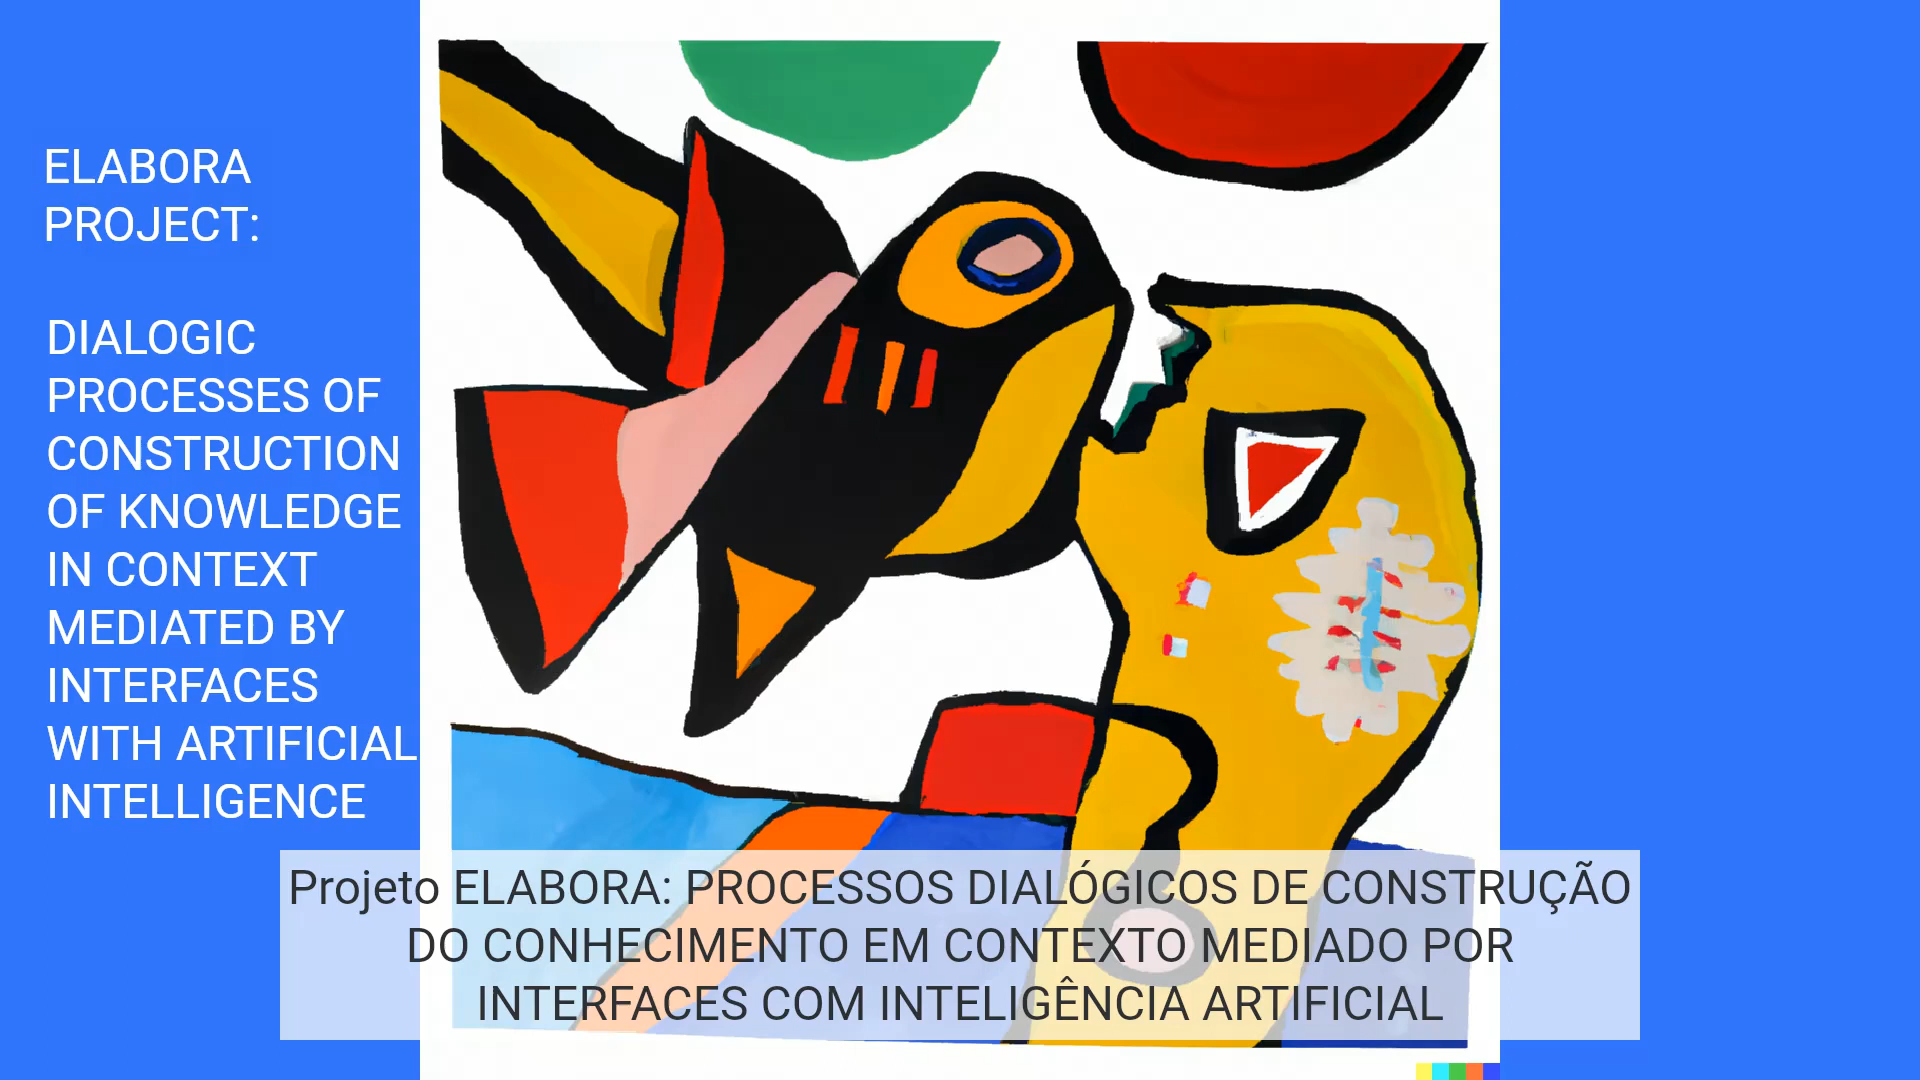 ELABORA
PROJECT:
DIALOGIC
PROCESSES OF
CONSTRUCTION
OF KNOWLEDGE
IN CONTEXT
MEDIATED BY
INTERFACES
WITH ARTIFICIAL
INTELLIGENCE
Projeto ELABORA: PROCESSOS DIALÓGICOS DE CONSTRUÇÃO
DO CONHECIMENTO EM CONTEXTO MEDIADO POR
INTERFACES COM INTELIGÊNCIA ARTIFICIAL